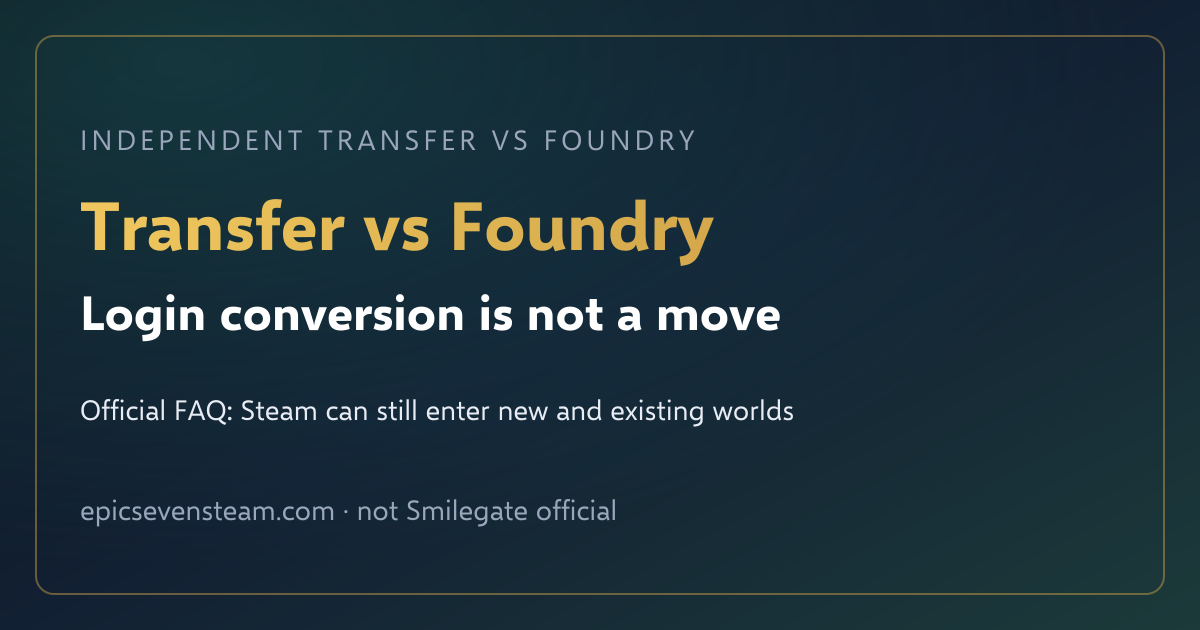 INDEPENDENT TRANSFER VS FOUNDRY
Transfer vs Foundry
Login conversion is not a move
Official FAQ: Steam can still enter new and existing worlds
epicsevensteam.com · not Smilegate official